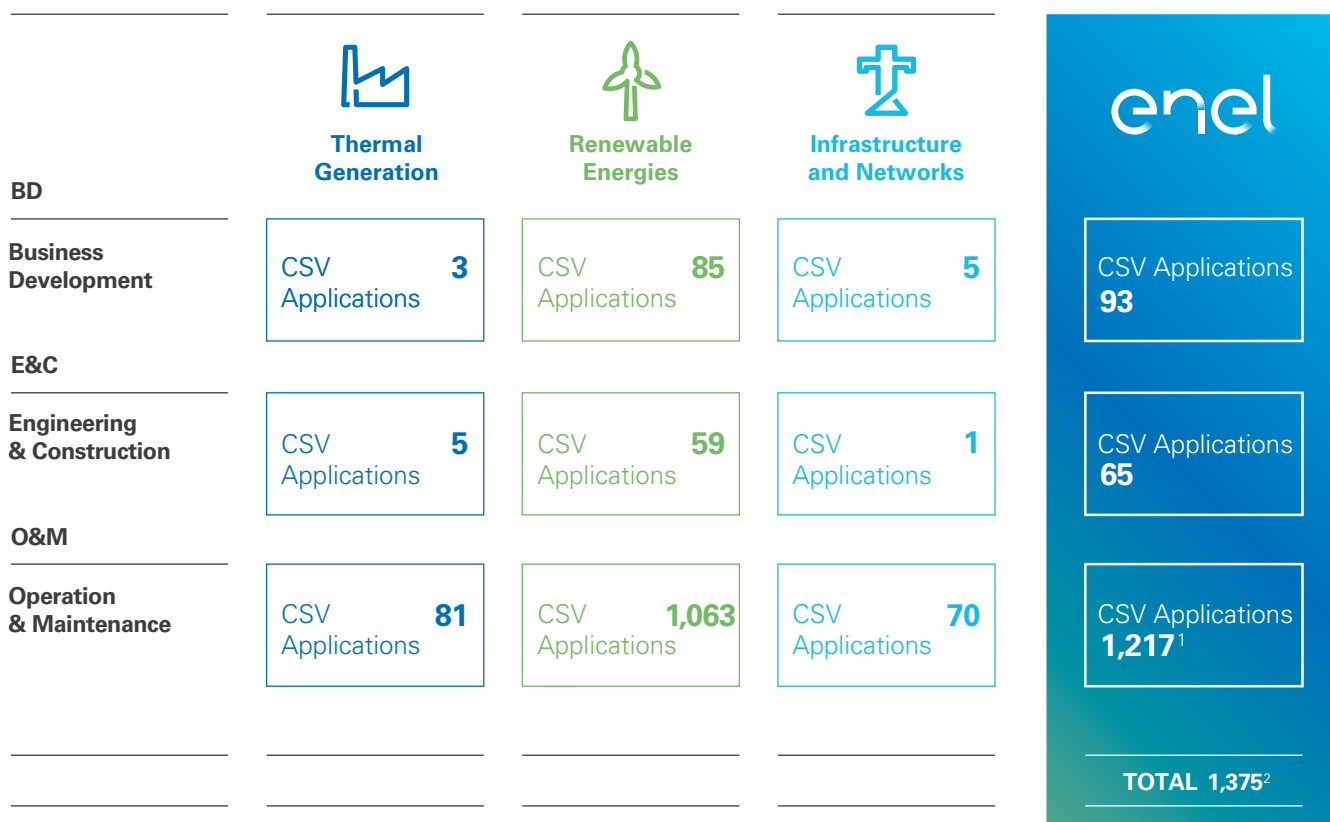 enel
Thermal
Generation
Renewable
Energies
Infrastructure
and Networks
BD
Business
Development
CSV 3
Applications
CSV 85
Applications
CSV 5
Applications
CSV Applications
93
E&C
Engineering
& Construction
CSV 5
Applications
CSV 59
Applications
CSV 1
Applications
CSV Applications
65
O&M
Operation
& Maintenance
CSV 81
Applications
CSV 1,063
Applications
CSV 70
Applications
CSV Applications
1,217¹
TOTAL 1,375²